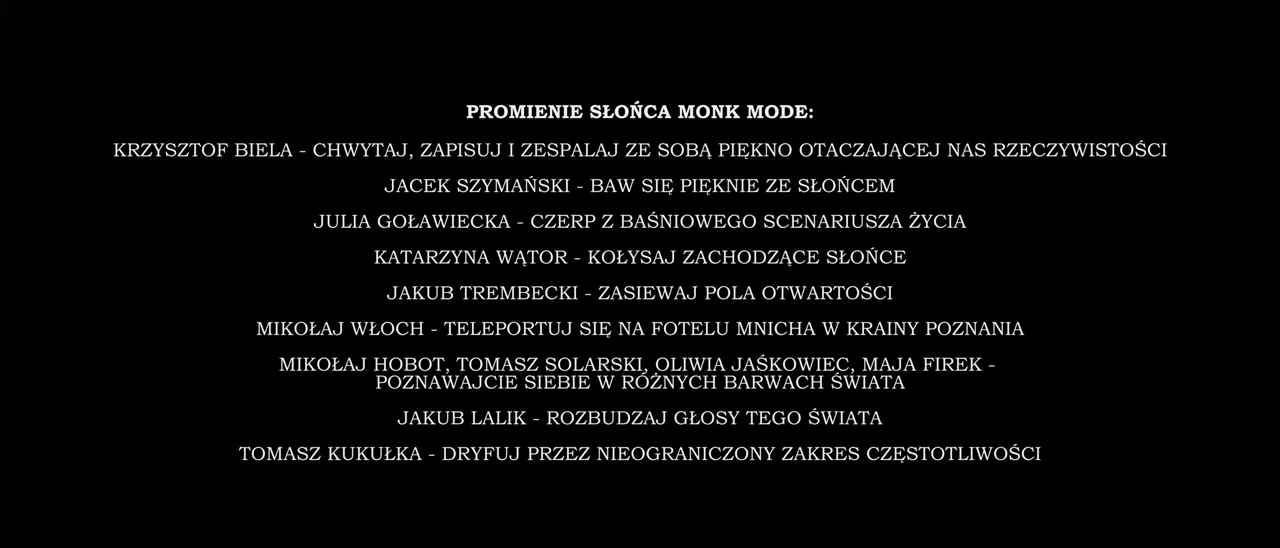 PROMIENIE SŁOŃCA MONK MODE:
KRZYSZTOF BIELA - CHWYTAJ, ZAPISUJ I ZESPALAJ ZE SOBĄ PIĘKNO OTACZAJĄCEJ NAS RZECZYWISTOŚCI
JACEK SZYMAŃSKI - BAW SIĘ PIĘKNIE ZE SŁOŃCEM
JULIA GOŁAWIECKA - CZERP Z BAŚNIOWEGO SCENARIUSZA ŻYCIA
KATARZYNA WĄTOR - KOŁYSAJ ZACHODZĄCE SŁOŃCE
JAKUB TREMBECKI - ZASIEWAJ POLA OTWARTOŚCI
MIKOŁAJ WŁOCH - TELEPORTUJ SIĘ NA FOTELU MNICHA W KRAINY POZNANIA
MIKOŁAJ HOBOT, TOMASZ SOLARSKI, OLIWIA JAŚKOWIEC, MAJA FIREK -
POZNAWAJCIE SIEBIE W RÓŻNYCH BARWACH ŚWIATA
JAKUB LALIK - ROZBUDZAJ GŁOSY TEGO ŚWIATA
TOMASZ KUKUŁKA - DRYFUJ PRZEZ NIEOGRANICZONY ZAKRES CZĘSTOTLIWOŚCI